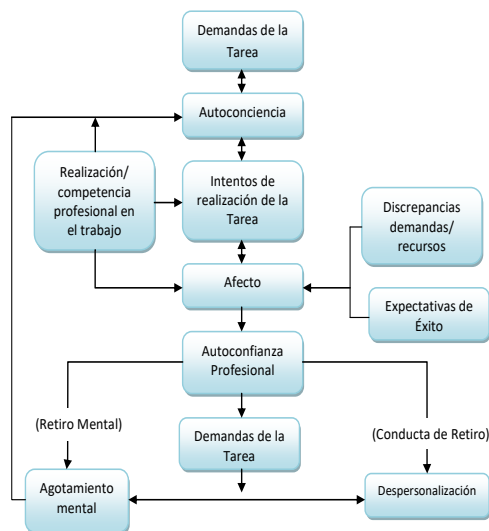 Demandas de la
Tarea
Autoconciencia
Realización/
competencia
profesional en
el trabajo
Intentos de
realización de la
Tarea
Discrepancias
demandas/
recursos
Afecto
Expectativas de
Éxito
Autoconfianza
Profesional
(Retiro Mental)
Demandas de la
Tarea
(Conducta de Retiro)
Agotamiento
mental
Despersonalización